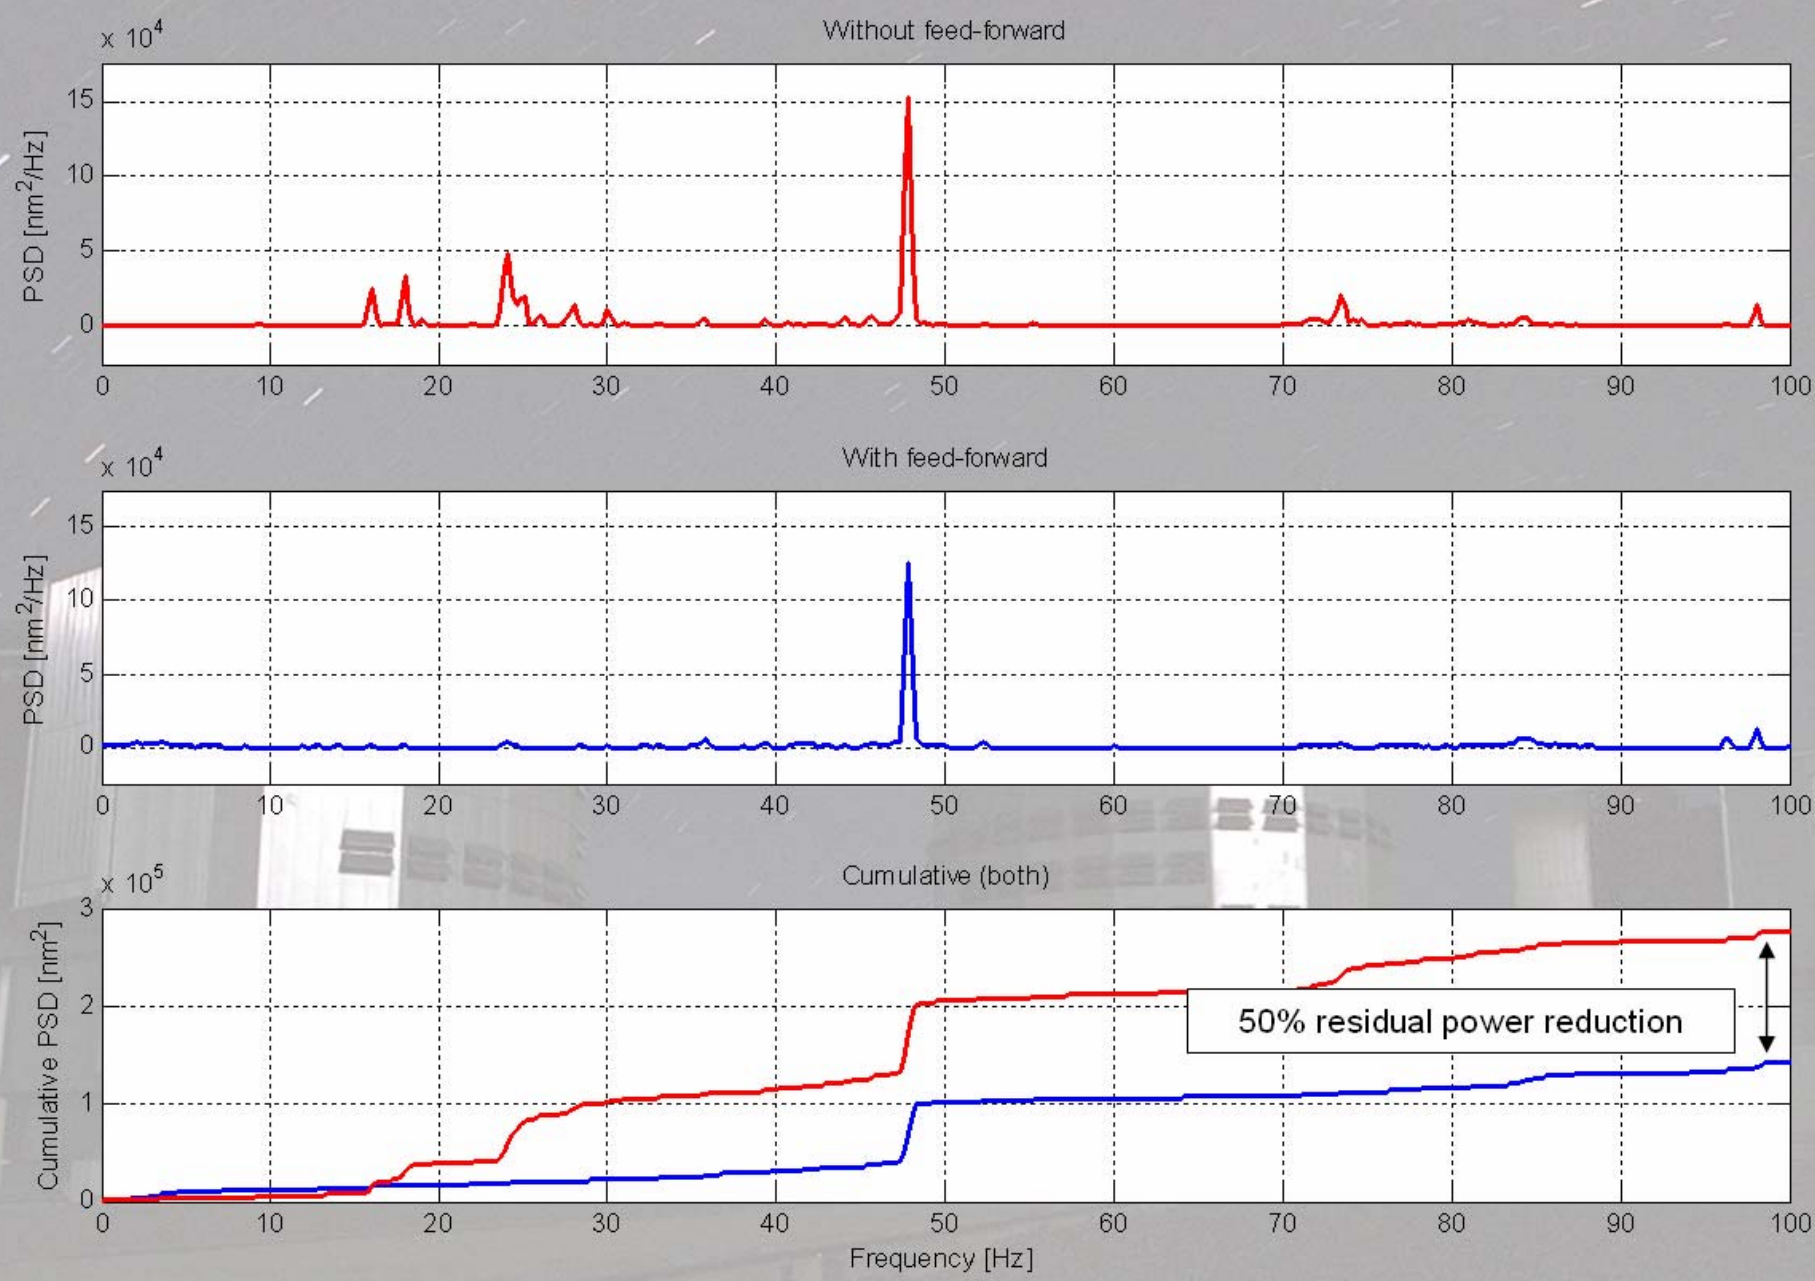 Without feed-forward
x 10^4
PSD [nm^2/Hz]
15
10
5
0
0 10 20 30 40 50 60 70 80 90 100
With feed-forward
x 10^4
PSD [nm^2/Hz]
15
10
5
0
0 10 20 30 40 50 60 70 80 90 100
Cumulative (both)
x 10^5
Cumulative PSD [nm^2]
3
2
1
0
50% residual power reduction
0 10 20 30 40 50 60 70 80 90 100
Frequency [Hz]